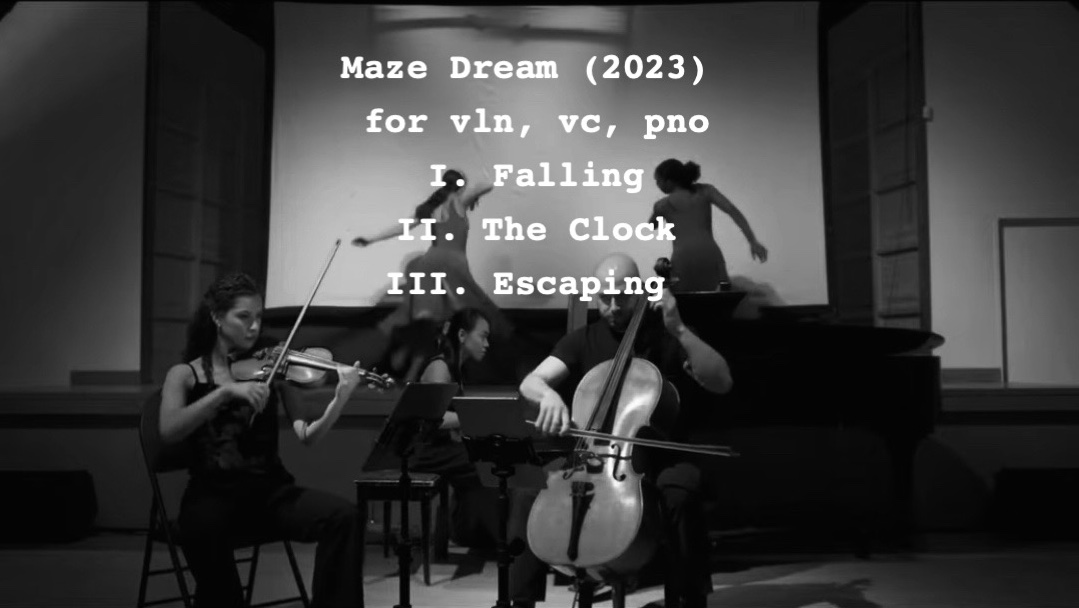 Maze Dream (2023)
for vln, vc, pno
I. Falling
II. The Clock
III. Escaping